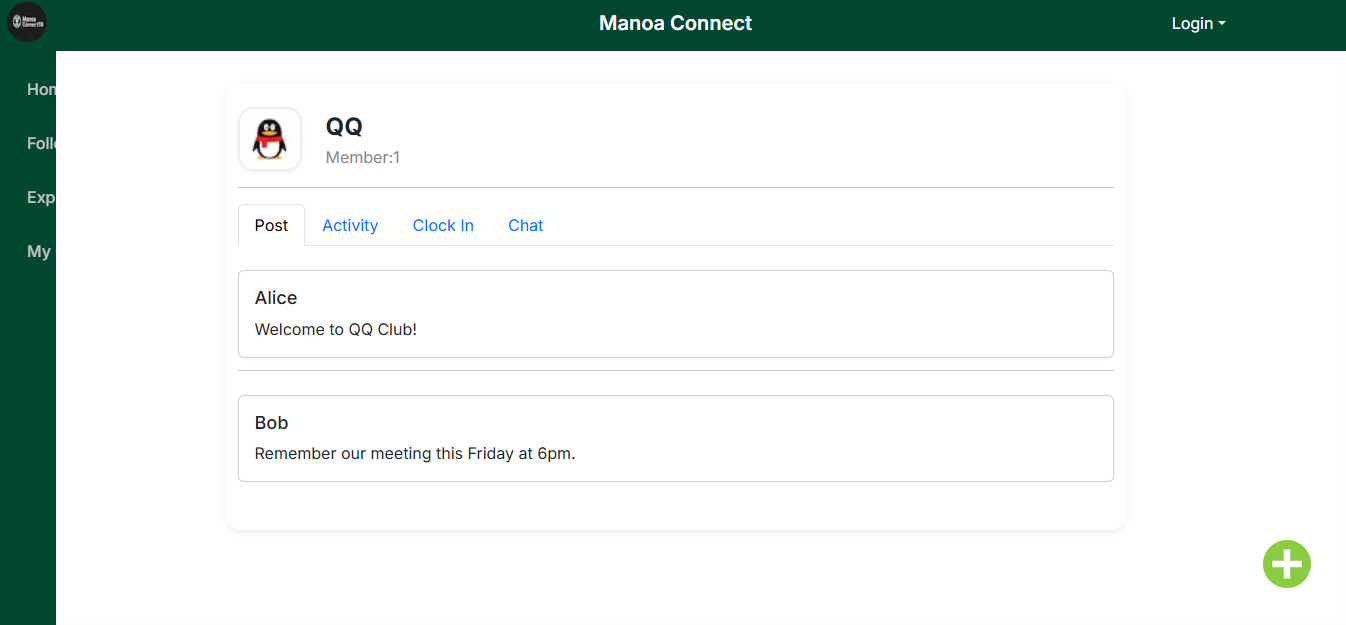 Manoa
Connect
Manoa Connect
Login
Hom
Follo
Exp
My
QQ
Member:1
Post
Activity
Clock In
Chat
Alice
Welcome to QQ Club!
Bob
Remember our meeting this Friday at 6pm.